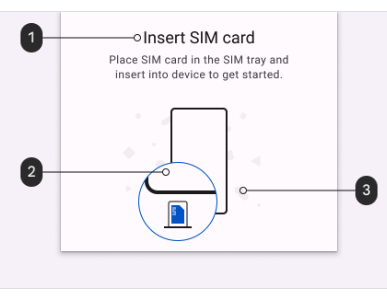 1
Insert SIM card
Place SIM card in the SIM tray and
insert into device to get started.
2
3